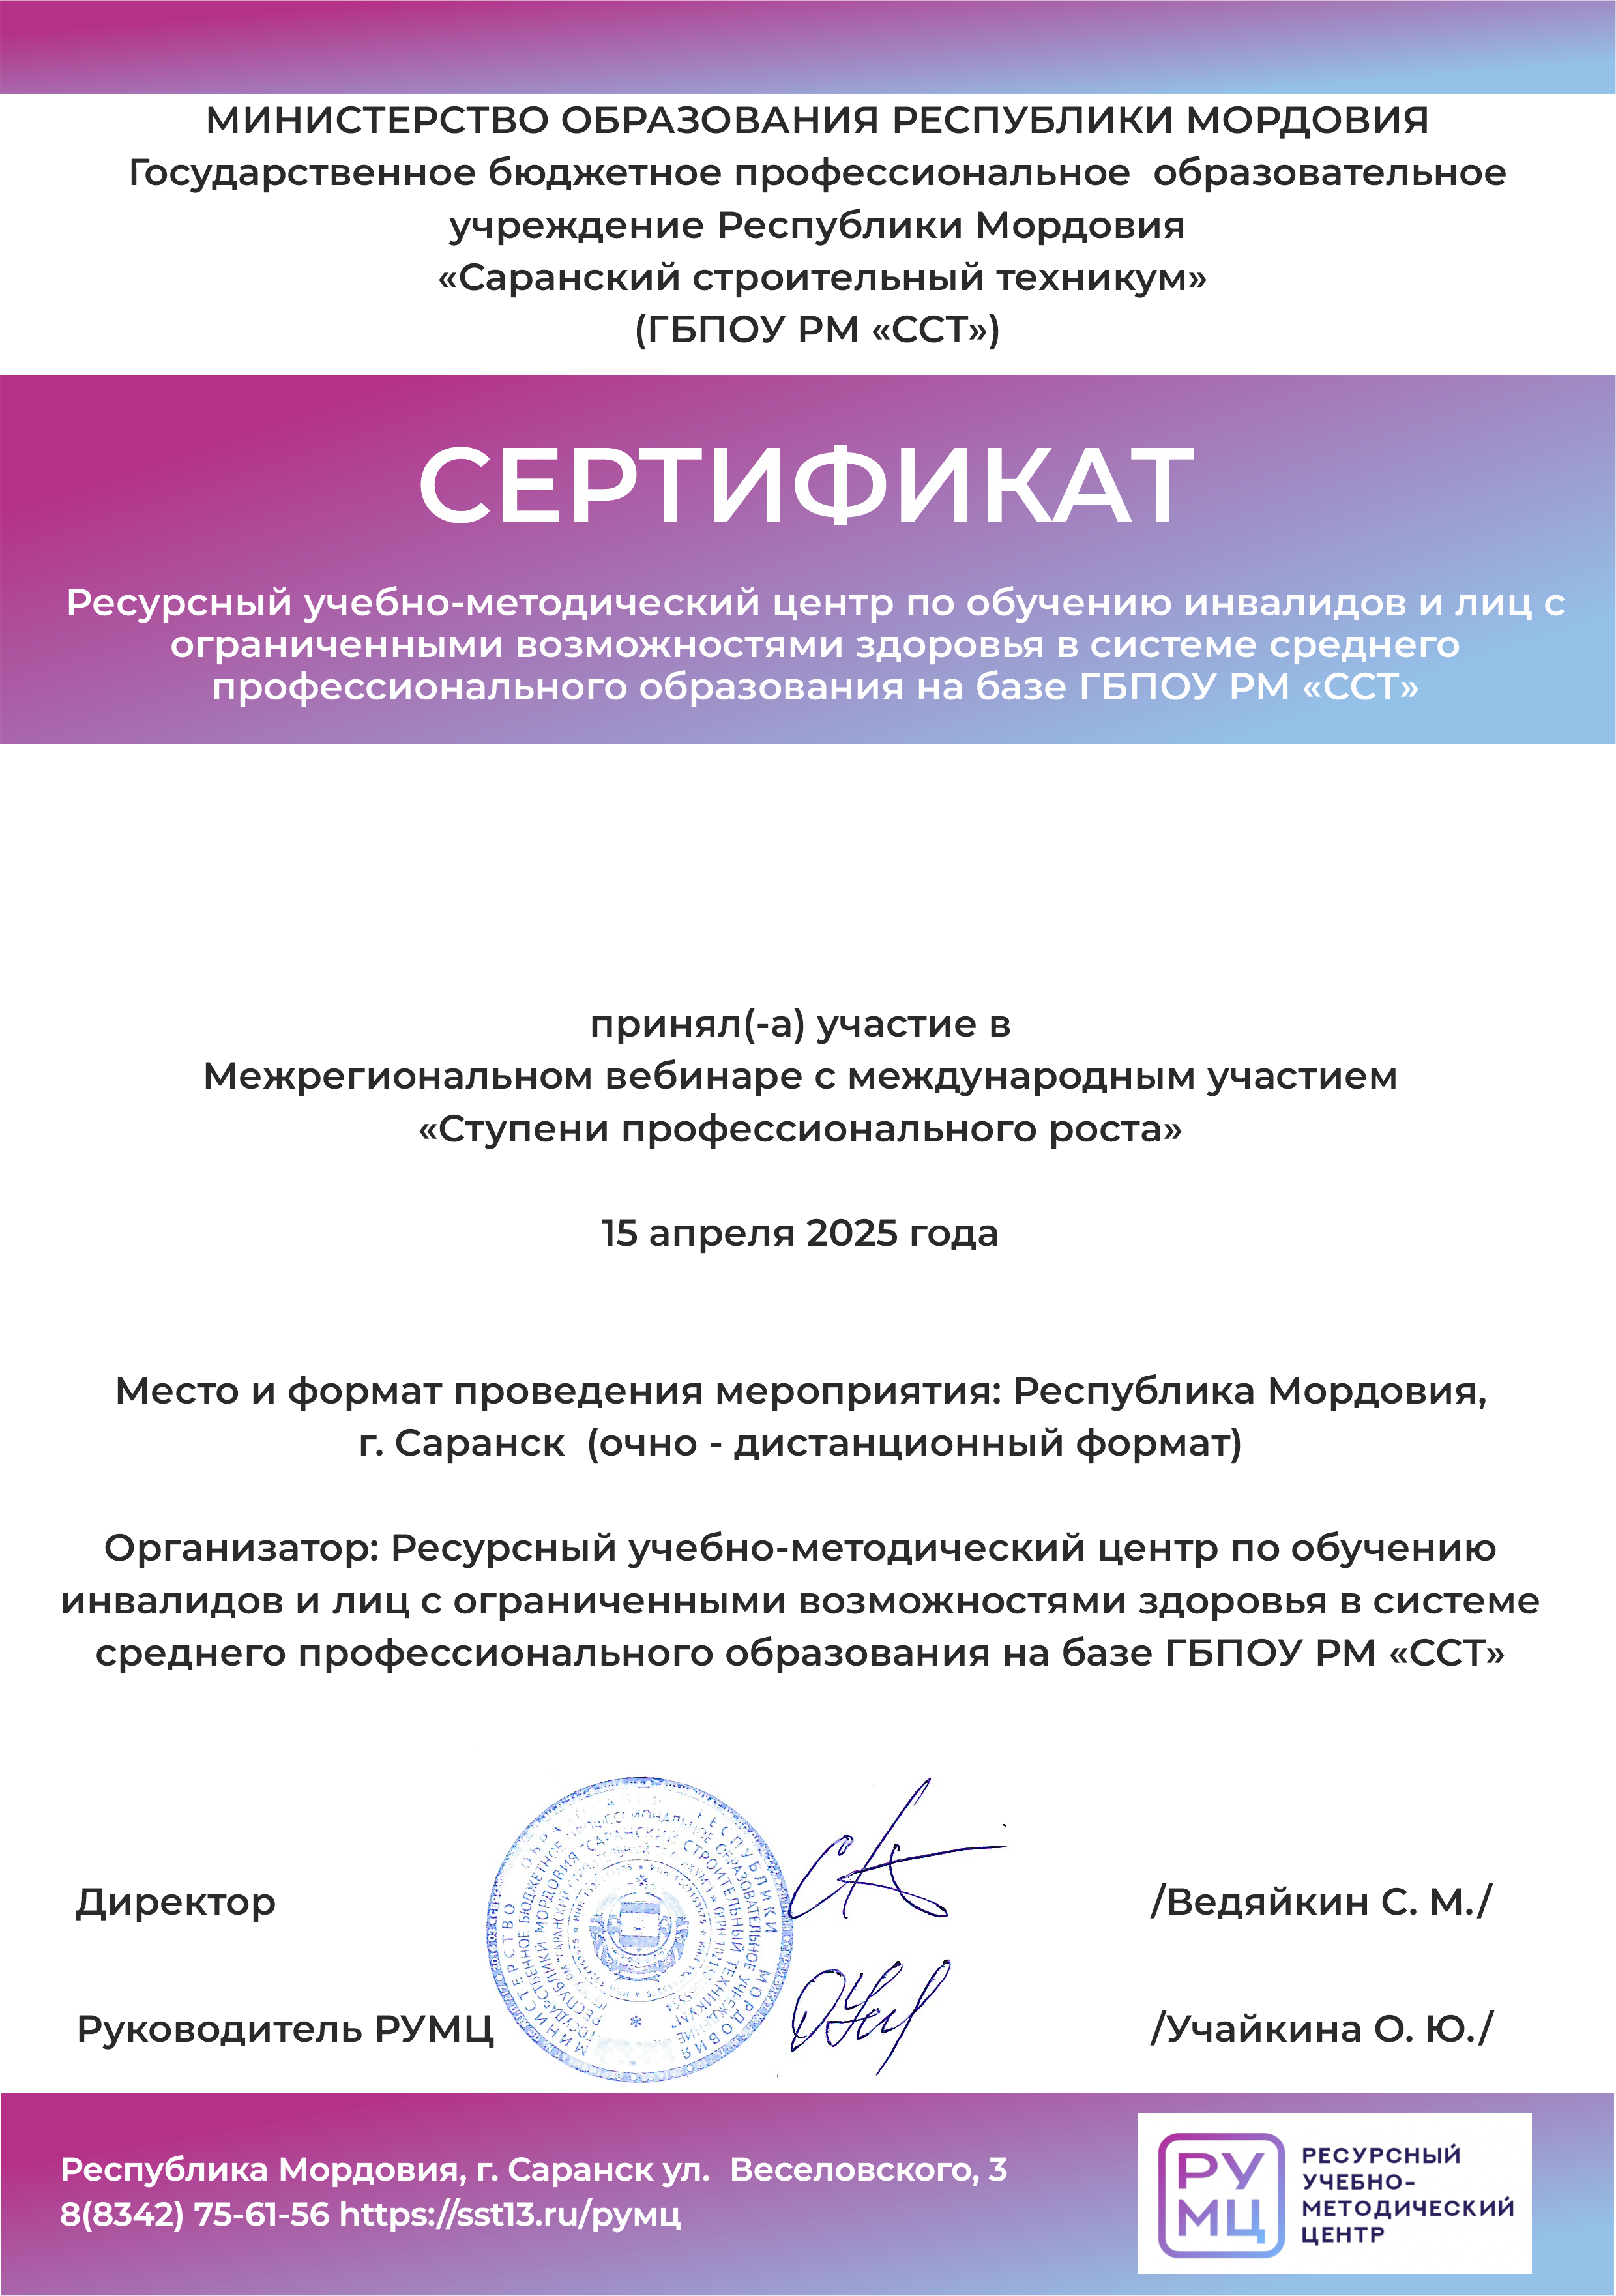 МИНИСТЕРСТВО ОБРАЗОВАНИЯ РЕСПУБЛИКИ МОРДОВИЯ
Государственное бюджетное профессиональное образовательное
учреждение Республики Мордовия
«Саранский строительный техникум»
(ГБПОУ РМ «ССТ»)
СЕРТИФИКАТ
Ресурсный учебно-методический центр по обучению инвалидов и лиц с
ограниченными возможностями здоровья в системе среднего
профессионального образования на базе ГБПОУ РМ «ССТ»
принял(-а) участие в
Межрегиональном вебинаре с международным участием
«Ступени профессионального роста»
15 апреля 2025 года
Место и формат проведения мероприятия: Республика Мордовия,
г. Саранск (очно - дистанционный формат)
Организатор: Ресурсный учебно-методический центр по обучению
инвалидов и лиц с ограниченными возможностями здоровья в системе
среднего профессионального образования на базе ГБПОУ РМ «ССТ»
Директор
/Ведяйкин С. М./
Руководитель РУМЦ
/Учайкина О. Ю./
МИНИСТЕРСТВО РЕСПУБЛИКИ МОРДОВИЯ
БЮДЖЕТНОЕ ОБРАЗОВАТЕЛЬНОЕ УЧРЕЖДЕНИЕ
РЕСПУБЛИКИ МОРДОВИЯ "САРАНСКИЙ СТРОИТЕЛЬНЫЙ ТЕХНИКУМ"
Республика Мордовия, г. Саранск ул. Веселовского, 3
8(8342) 75-61-56 https://sst13.ru/румц
РУ
МЦ
РЕСУРСНЫЙ
УЧЕБНО-
МЕТОДИЧЕСКИЙ
ЦЕНТР